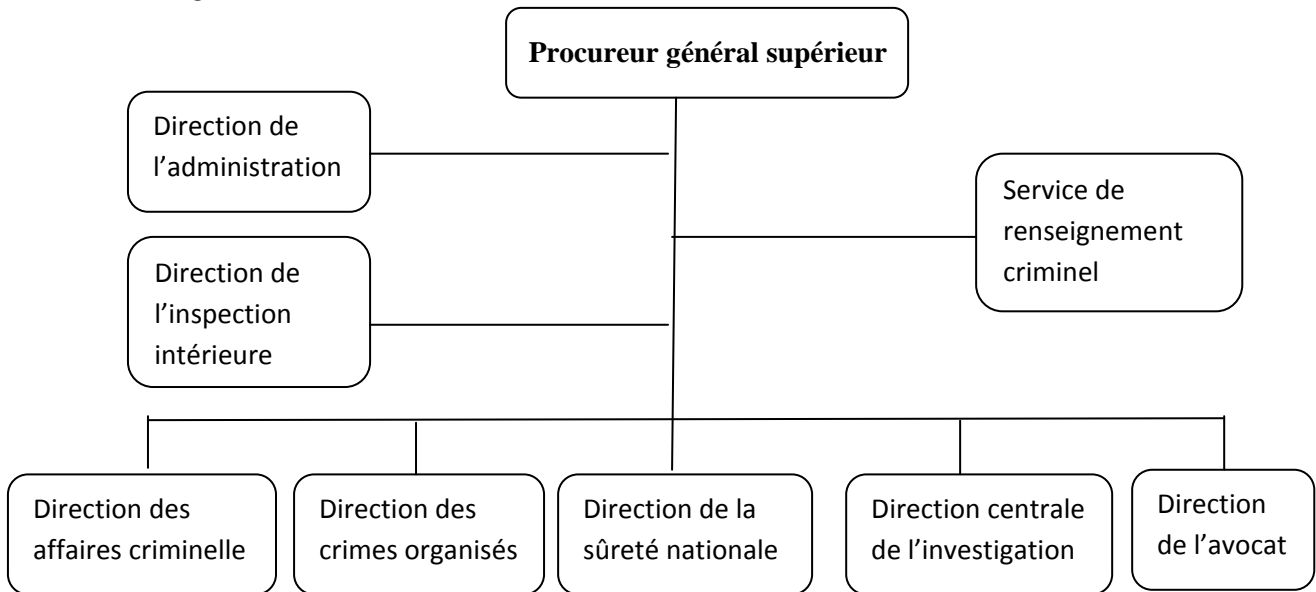 Procureur général supérieur
Direction de
l’administration
Service de
renseignement
criminel
Direction de
l’inspection
intérieure
Direction des
affaires criminelle
Direction des
crimes organisés
Direction de la
sûreté nationale
Direction centrale
de l’investigation
Direction
de l’avocat